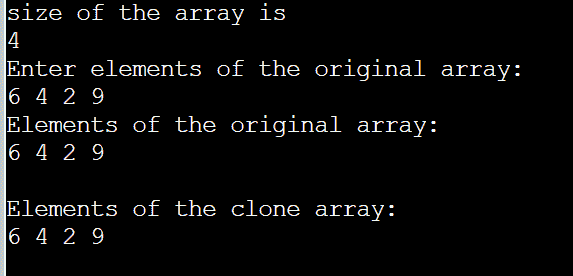 size of the array is
4
Enter elements of the original array:
6 4 2 9
Elements of the original array:
6 4 2 9
Elements of the clone array:
6 4 2 9